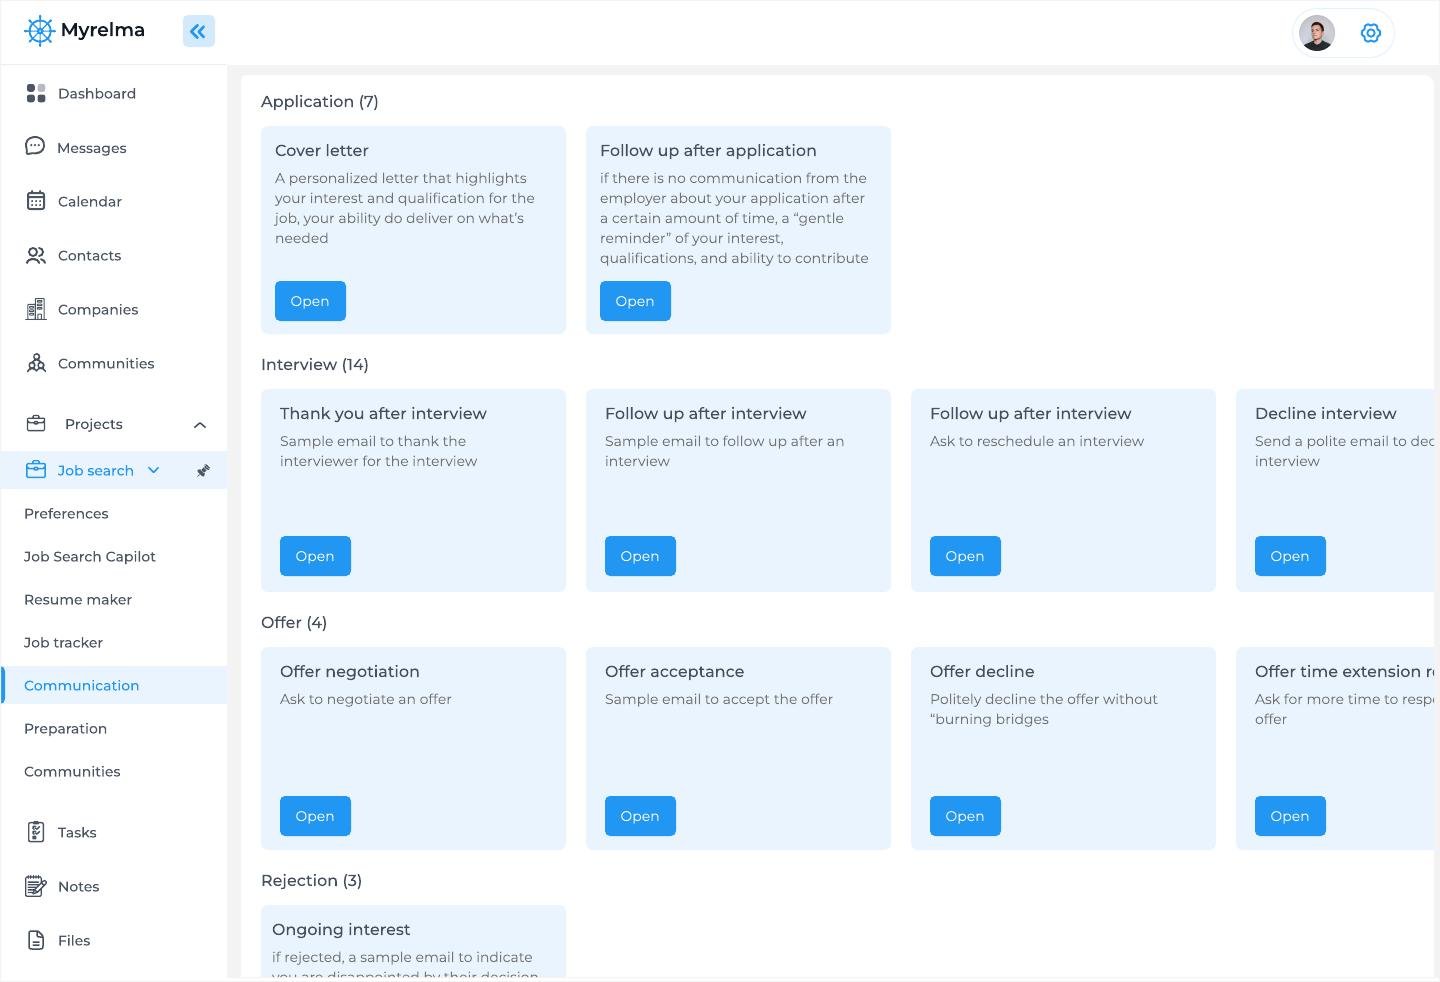 Myrelma
Dashboard
Messages
Calendar
Contacts
Companies
Communities
Projects
Job search
Preferences
Job Search Capilot
Resume maker
Job tracker
Communication
Preparation
Communities
Tasks
Notes
Files
Application (7)
Cover letter
A personalized letter that highlights
your interest and qualification for the
job, your ability do deliver on what's
needed
Open
Follow up after application
if there is no communication from the
employer about your application after
a certain amount of time, a “gentle
reminder” of your interest,
qualifications, and ability to contribute
Open
Interview (14)
Thank you after interview
Sample email to thank the
interviewer for the interview
Open
Follow up after interview
Sample email to follow up after an
interview
Open
Follow up after interview
Ask to reschedule an interview
Open
Decline interview
Send a polite email to
interview
Open
Offer (4)
Offer negotiation
Ask to negotiate an offer
Open
Offer acceptance
Sample email to accept the offer
Open
Offer decline
Politely decline the offer without
“burning bridges
Open
Offer time extension
Ask for more time to
offer
Open
Rejection (3)
Ongoing interest
if rejected, a sample email to indicate
you are disappointed by their decision